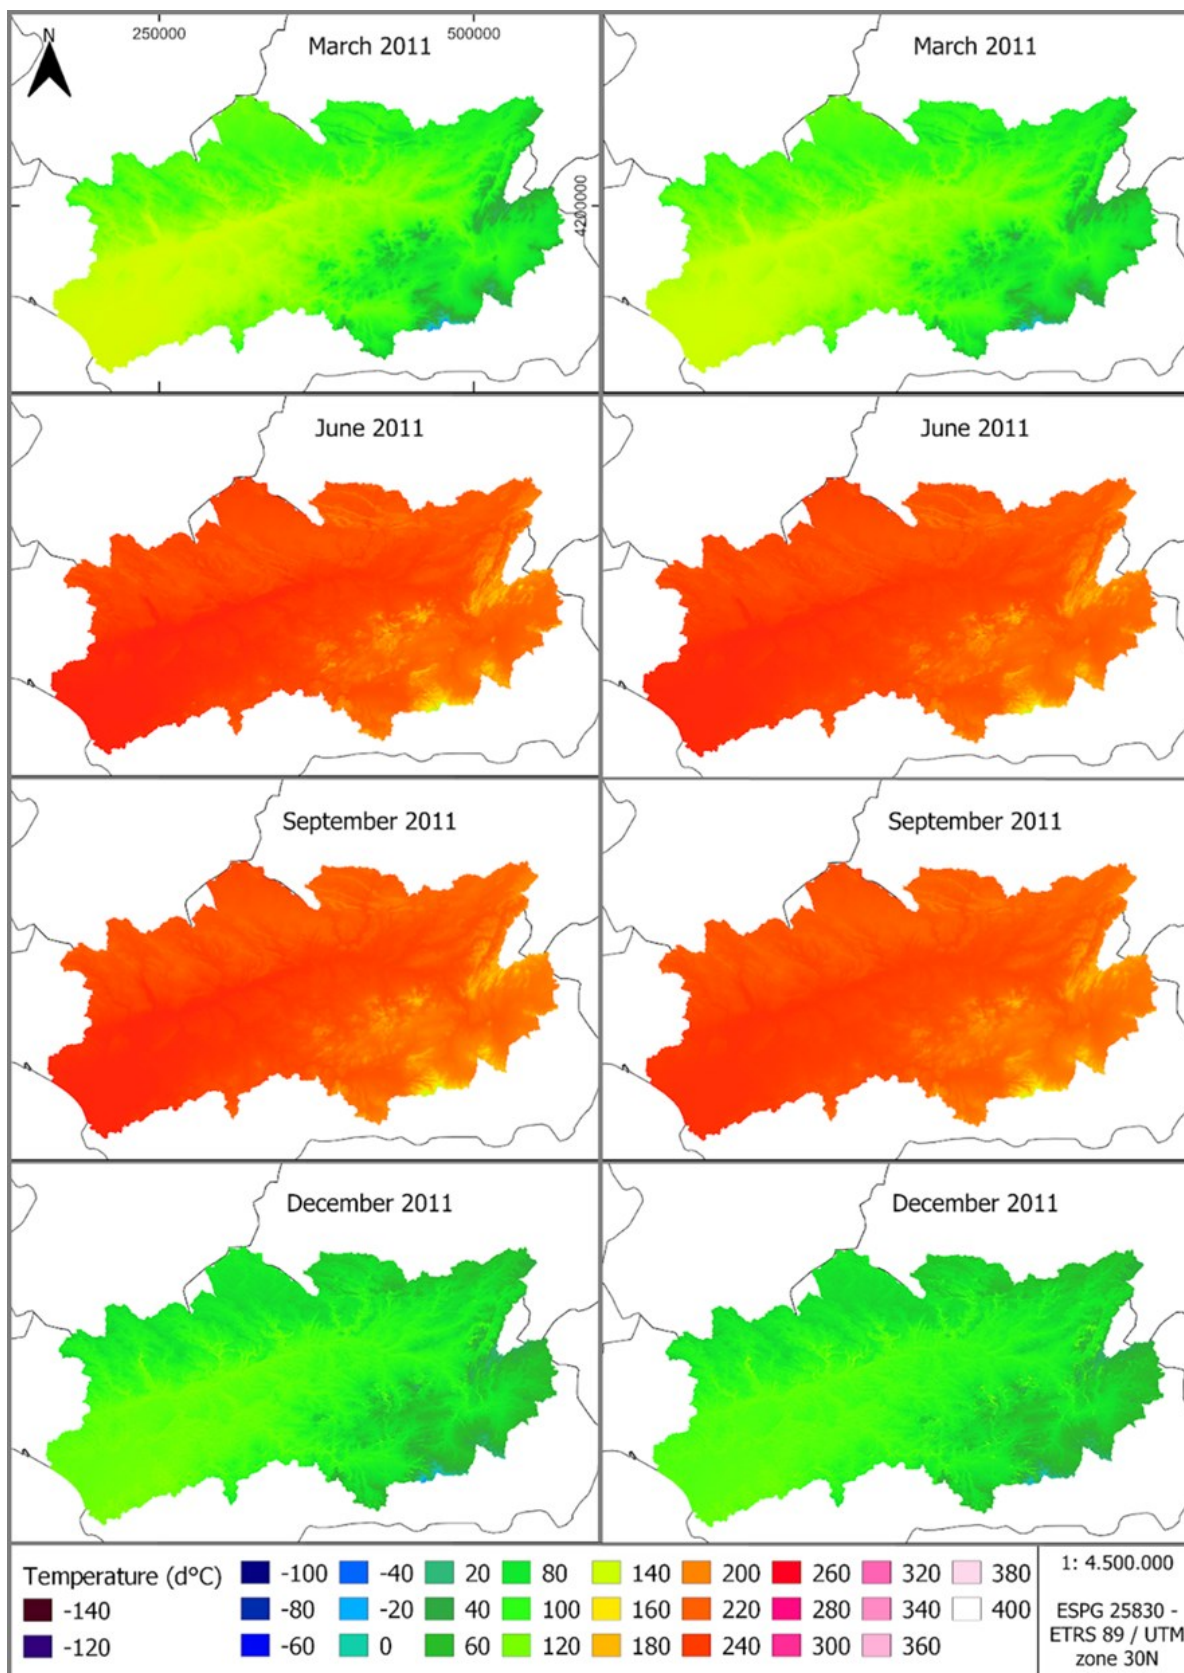 N
250000
500000
March 2011
March 2011
4200000
June 2011
June 2011
September 2011
September 2011
December 2011
December 2011
Temperature (d°C)
-140
-120
-100
-80
-60
-40
-20
0
20
40
60
80
100
120
140
160
180
200
220
240
260
280
300
320
340
360
380
400
1: 4.500.000
ESPG 25830 -
ETRS 89 / UTM
zone 30N